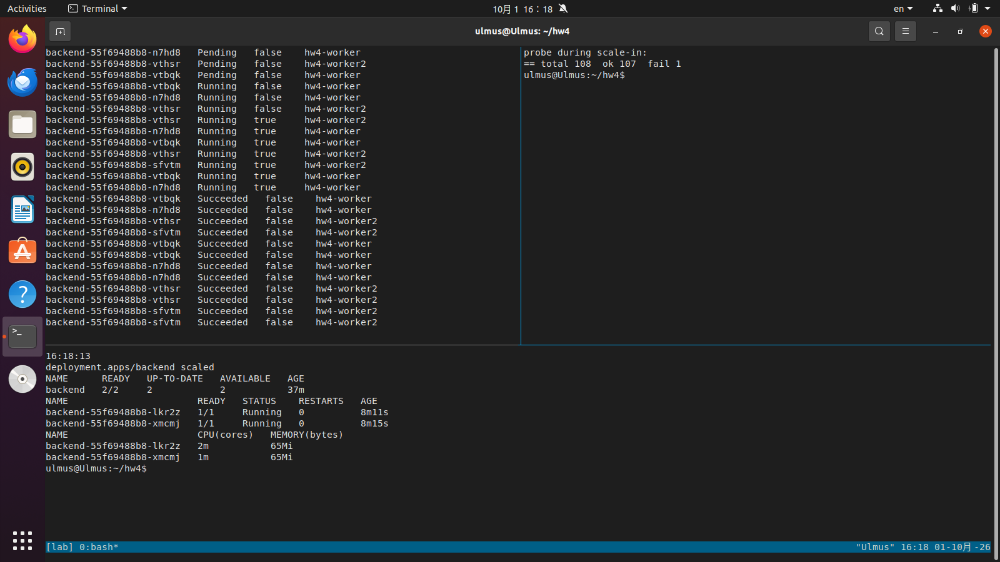 Activities
Terminal
10月 1 16：18
en
ulmus@Ulmus: ~/hw4
backend-55f69488b8-n7hd8   Pending   false    hw4-worker
backend-55f69488b8-vthsr   Pending   false    hw4-worker2
backend-55f69488b8-vtbqk   Pending   false    hw4-worker
backend-55f69488b8-vtbqk   Running   false    hw4-worker
backend-55f69488b8-n7hd8   Running   false    hw4-worker
backend-55f69488b8-vthsr   Running   false    hw4-worker2
backend-55f69488b8-vthsr   Running   true     hw4-worker2
backend-55f69488b8-n7hd8   Running   true     hw4-worker
backend-55f69488b8-vtbqk   Running   true     hw4-worker
backend-55f69488b8-vthsr   Running   true     hw4-worker2
backend-55f69488b8-sfvtm   Running   true     hw4-worker2
backend-55f69488b8-vtbqk   Running   true     hw4-worker
backend-55f69488b8-n7hd8   Running   true     hw4-worker
backend-55f69488b8-vtbqk   Succeeded   false    hw4-worker
backend-55f69488b8-n7hd8   Succeeded   false    hw4-worker
backend-55f69488b8-vthsr   Succeeded   false    hw4-worker2
backend-55f69488b8-sfvtm   Succeeded   false    hw4-worker2
backend-55f69488b8-vtbqk   Succeeded   false    hw4-worker
backend-55f69488b8-vtbqk   Succeeded   false    hw4-worker
backend-55f69488b8-n7hd8   Succeeded   false    hw4-worker
backend-55f69488b8-n7hd8   Succeeded   false    hw4-worker
backend-55f69488b8-vthsr   Succeeded   false    hw4-worker2
backend-55f69488b8-vthsr   Succeeded   false    hw4-worker2
backend-55f69488b8-sfvtm   Succeeded   false    hw4-worker2
backend-55f69488b8-sfvtm   Succeeded   false    hw4-worker2
probe during scale-in:
== total 108  ok 107  fail 1
ulmus@Ulmus:~/hw4$
16:18:13
deployment.apps/backend scaled
NAME      READY   UP-TO-DATE   AVAILABLE   AGE
backend   2/2     2            2           37m
NAME                       READY   STATUS    RESTARTS   AGE
backend-55f69488b8-lkr2z   1/1     Running   0          8m11s
backend-55f69488b8-xmcmj   1/1     Running   0          8m15s
NAME                       CPU(cores)   MEMORY(bytes)
backend-55f69488b8-lkr2z   2m           65Mi
backend-55f69488b8-xmcmj   1m           65Mi
ulmus@Ulmus:~/hw4$
[lab] 0:bash*
"Ulmus" 16:18 01-10月-26